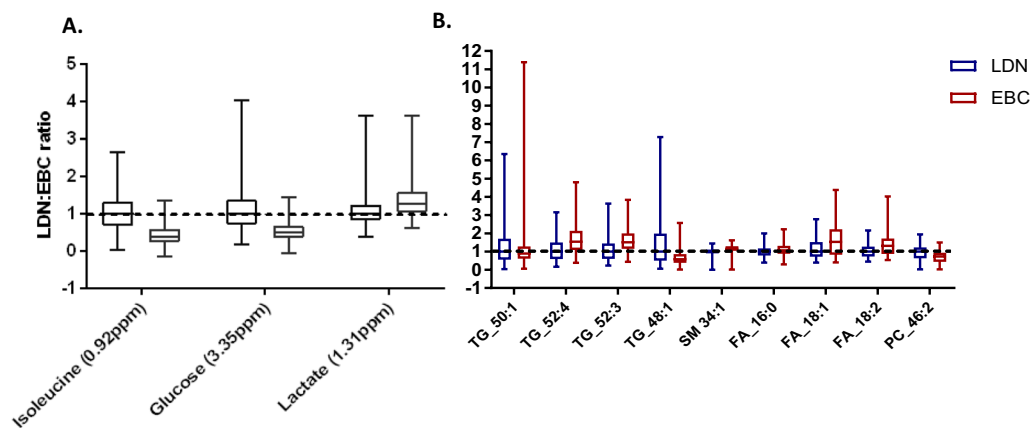 A.
LDN:EBC ratio
5
4
3
2
1
0
-1
Isoleucine (0.92ppm)
Glucose (3.35ppm)
Lactate (1.31ppm)
B.
12
11
10
9
8
7
6
5
4
3
2
1
0
-1
TG_50:1
TG_52:4
TG_52:3
TG_48:1
SM 34:1
FA_16:0
FA_18:1
FA_18:2
PC_46:2
LDN
EBC